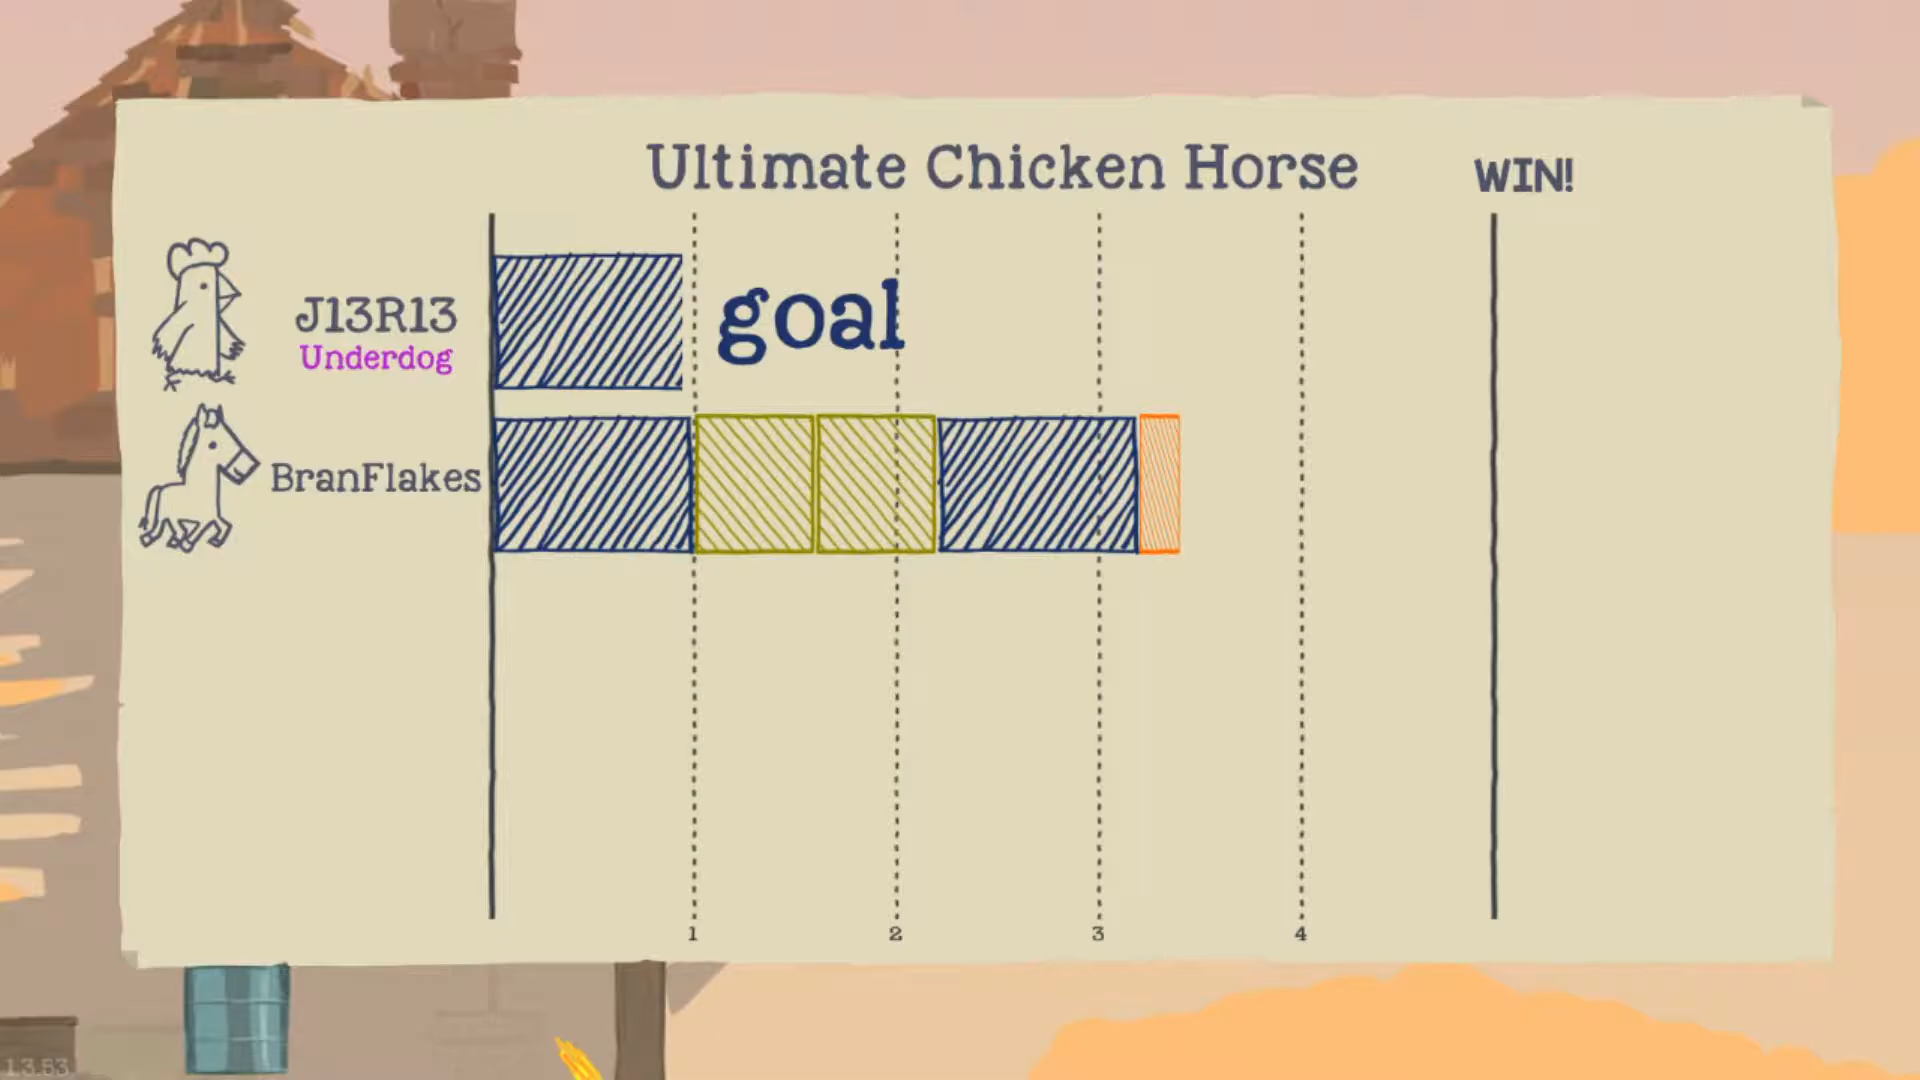 Ultimate Chicken Horse
WIN!
J13R13
Underdog
goal
BranFlakes
1 2 3 4